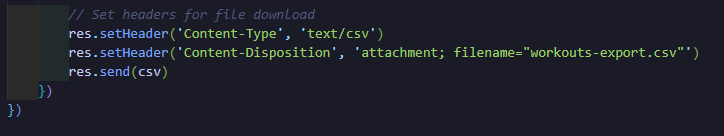 // Set headers for file download
res.setHeader('Content-Type', 'text/csv')
res.setHeader('Content-Disposition', 'attachment; filename="workouts-export.csv"')
res.send(csv)
})
})